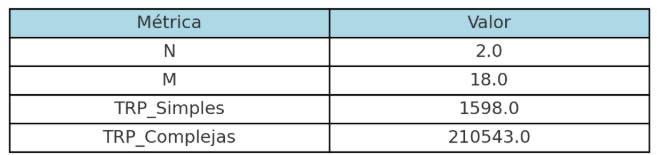 Métrica Valor
N 2.0
M 18.0
TRP_Simples 1598.0
TRP_Complejas 210543.0